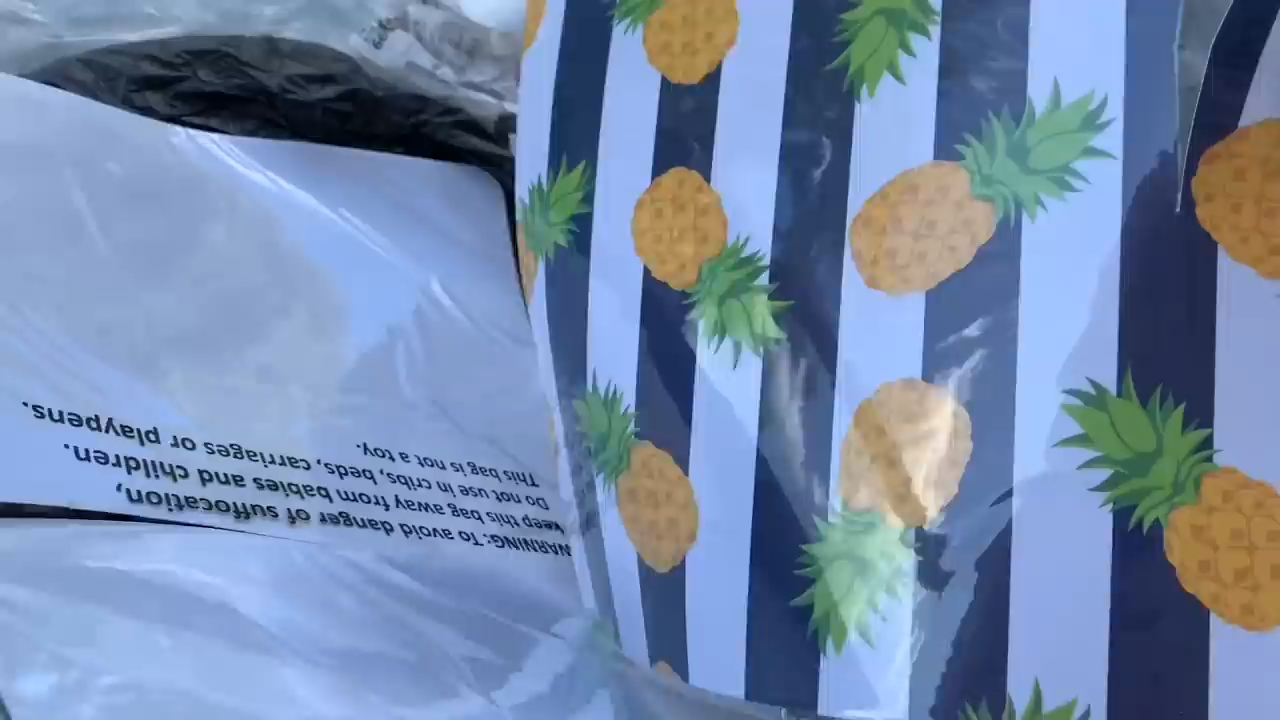 WARNING: To avoid danger of suffocation,
keep this bag away from babies and children.
Do not use in cribs, beds, carriages or playpens.
This bag is not a toy.